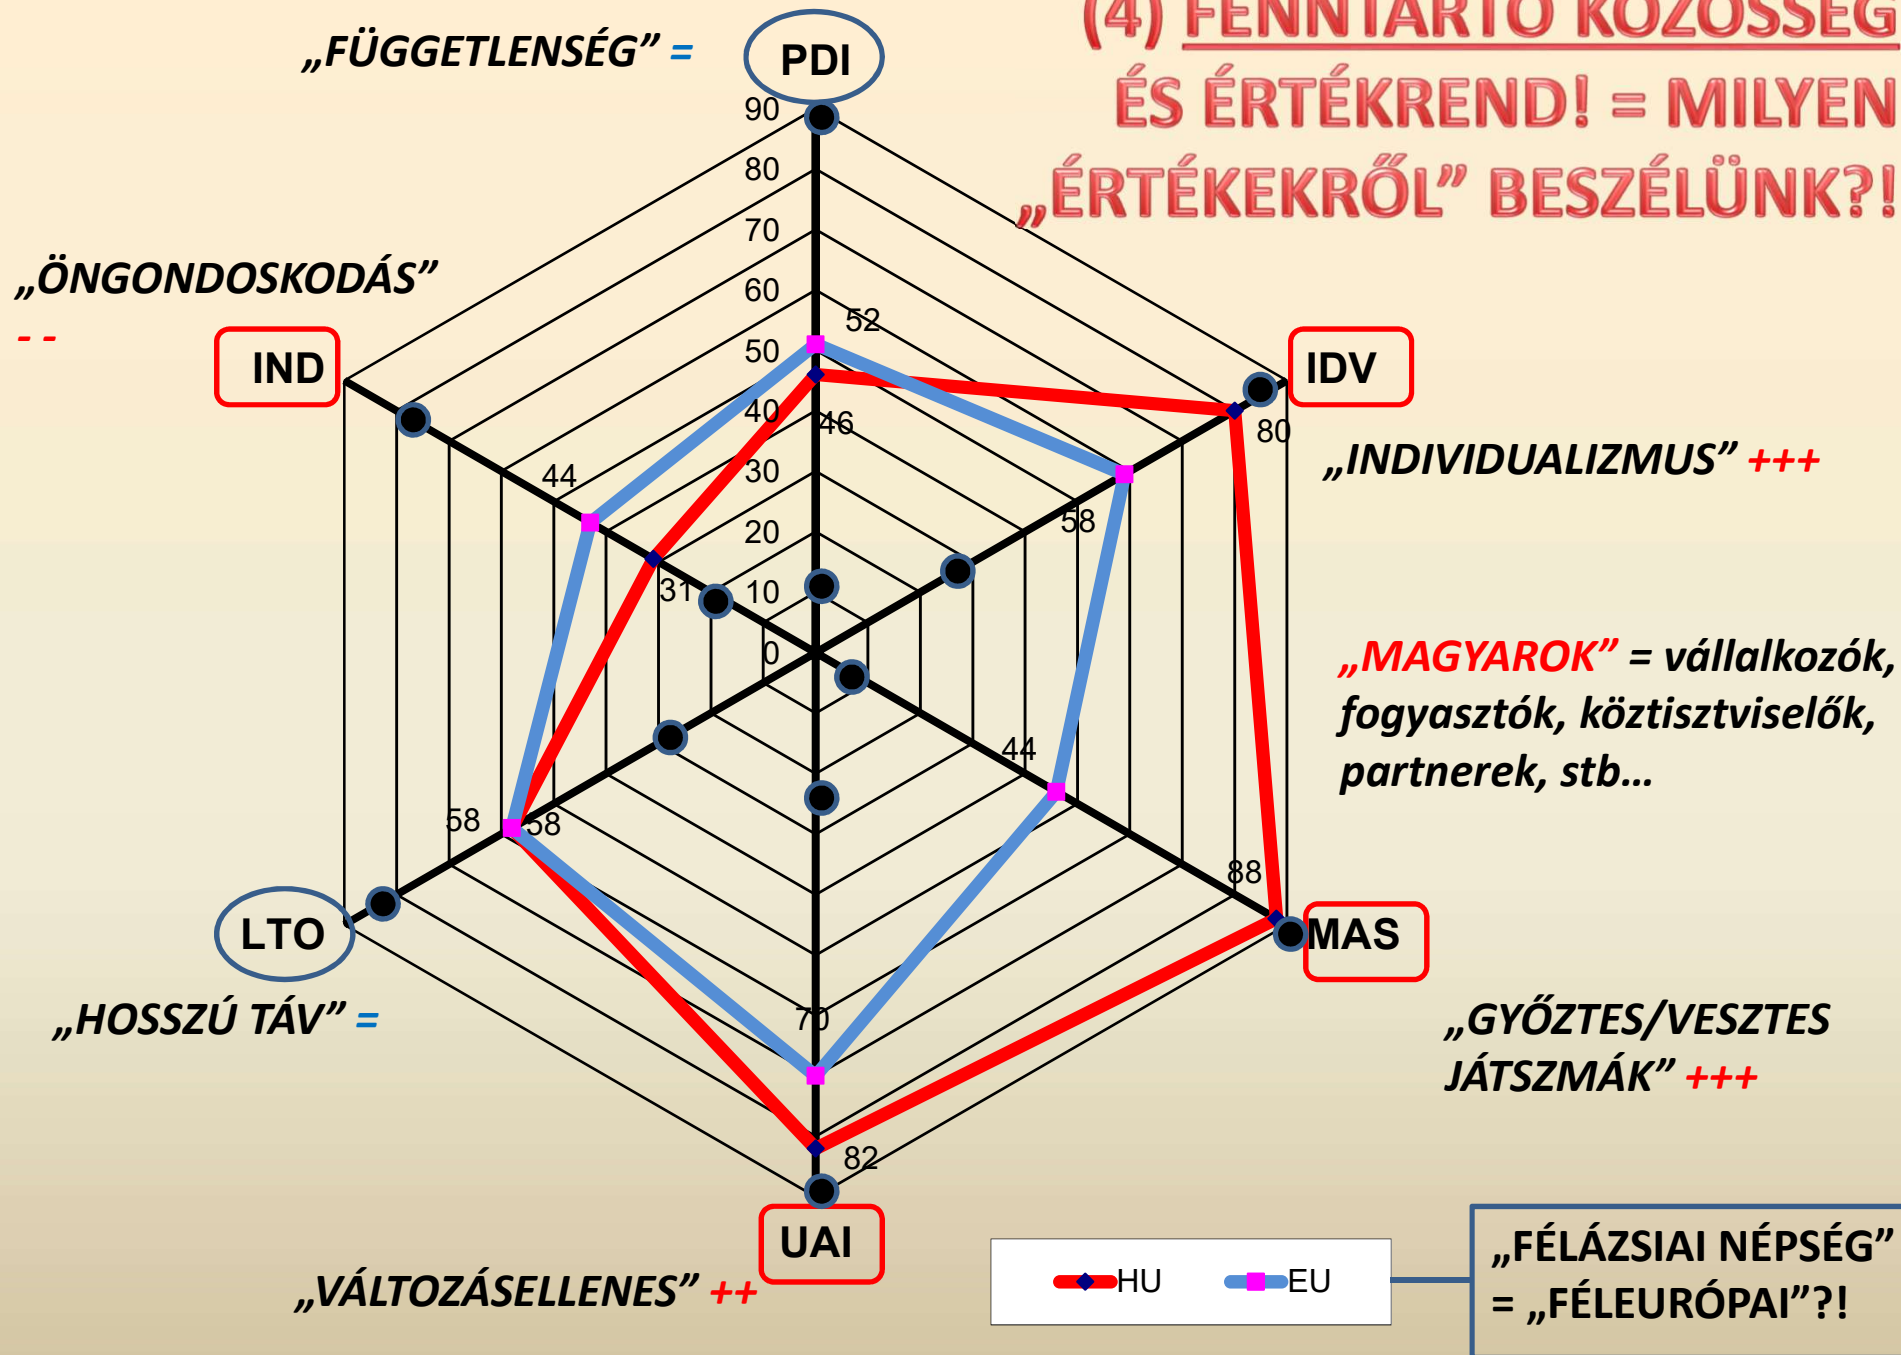 (4) FENNTARTÓ KÖZÖSSÉG
ÉS ÉRTÉKREND! = MILYEN
„ÉRTÉKEKRŐL” BESZÉLÜNK?!
„FÜGGETLENSÉG” =
PDI
90
80
70
60
50
40
30
20
10
0
52
46
„ÖNGONDOSKODÁS”
- -
IND
44
31
IDV
80
58
„INDIVIDUALIZMUS” +++
„MAGYAROK” = vállalkozók,
fogyasztók, köztisztviselők,
partnerek, stb...
44
88
MAS
„GYŐZTES/VESZTES
JÁTSZMÁK” +++
58
58
LTO
„HOSSZÚ TÁV” =
70
82
UAI
„VÁLTOZÁSELLENES” ++
HU
EU
„FÉLÁZSIAI NÉPSÉG”
= „FÉLEURÓPAI”?!